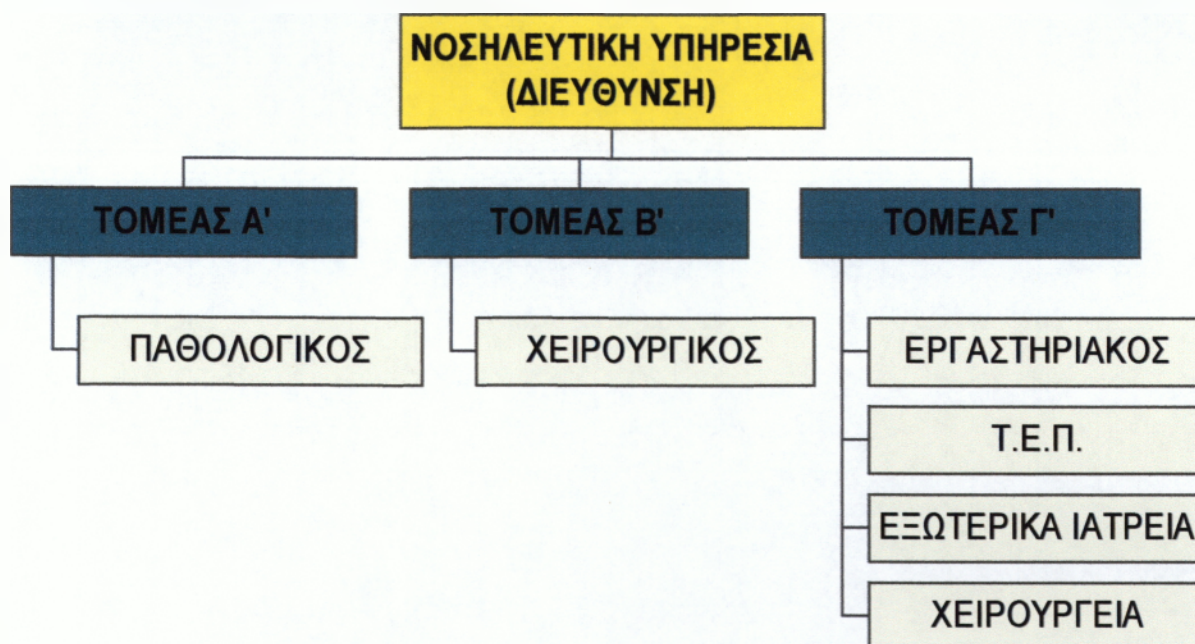 ΝΟΣΗΛΕΥΤΙΚΗ ΥΠΗΡΕΣΙΑ
(ΔΙΕΥΘΥΝΣΗ)
ΤΟΜΕΑΣ Α'
ΤΟΜΕΑΣ Β'
ΤΟΜΕΑΣ Γ'
ΠΑΘΟΛΟΓΙΚΟΣ
ΧΕΙΡΟΥΡΓΙΚΟΣ
ΕΡΓΑΣΤΗΡΙΑΚΟΣ
Τ.Ε.Π.
ΕΞΩΤΕΡΙΚΑ ΙΑΤΡΕΙΑ
ΧΕΙΡΟΥΡΓΕΙΑ